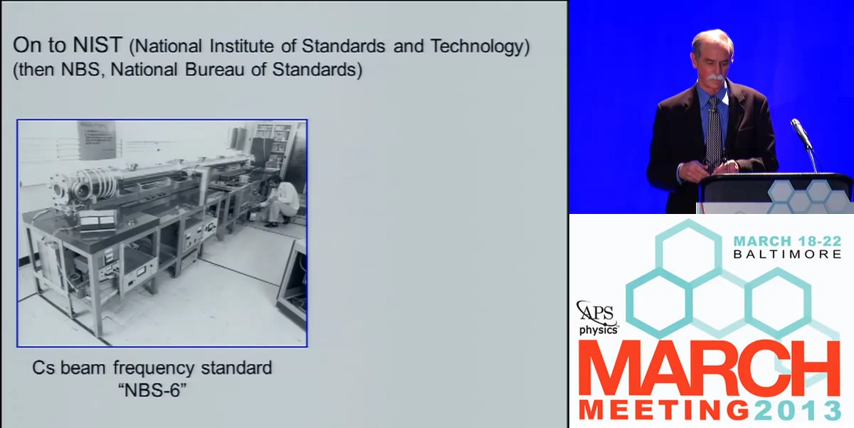 On to NIST (National Institute of Standards and Technology)
(then NBS, National Bureau of Standards)
Cs beam frequency standard
“NBS-6”
MARCH 18-22
BALTIMORE
APS
physics
MARCH
MEETING2013